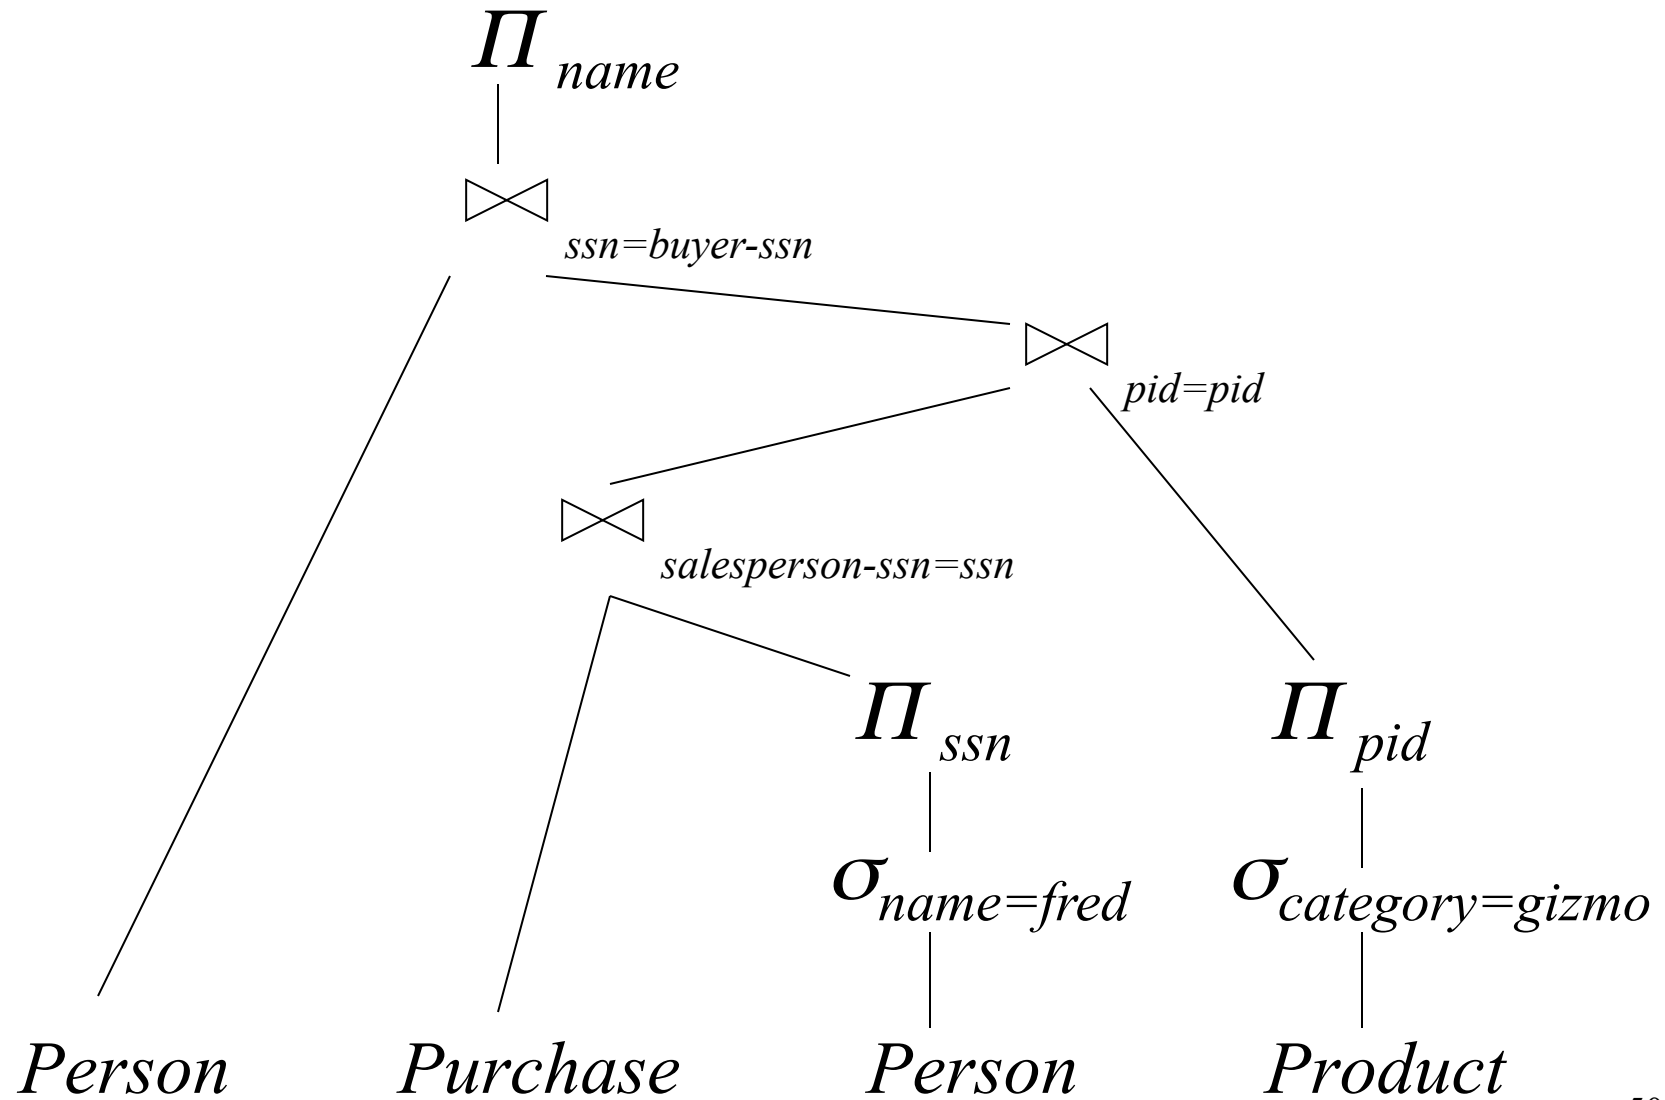 Π name
⋈ ssn=buyer-ssn
⋈ pid=pid
⋈ salesperson-ssn=ssn
Π ssn
Π pid
σ name=fred
σ category=gizmo
Person
Purchase
Person
Product